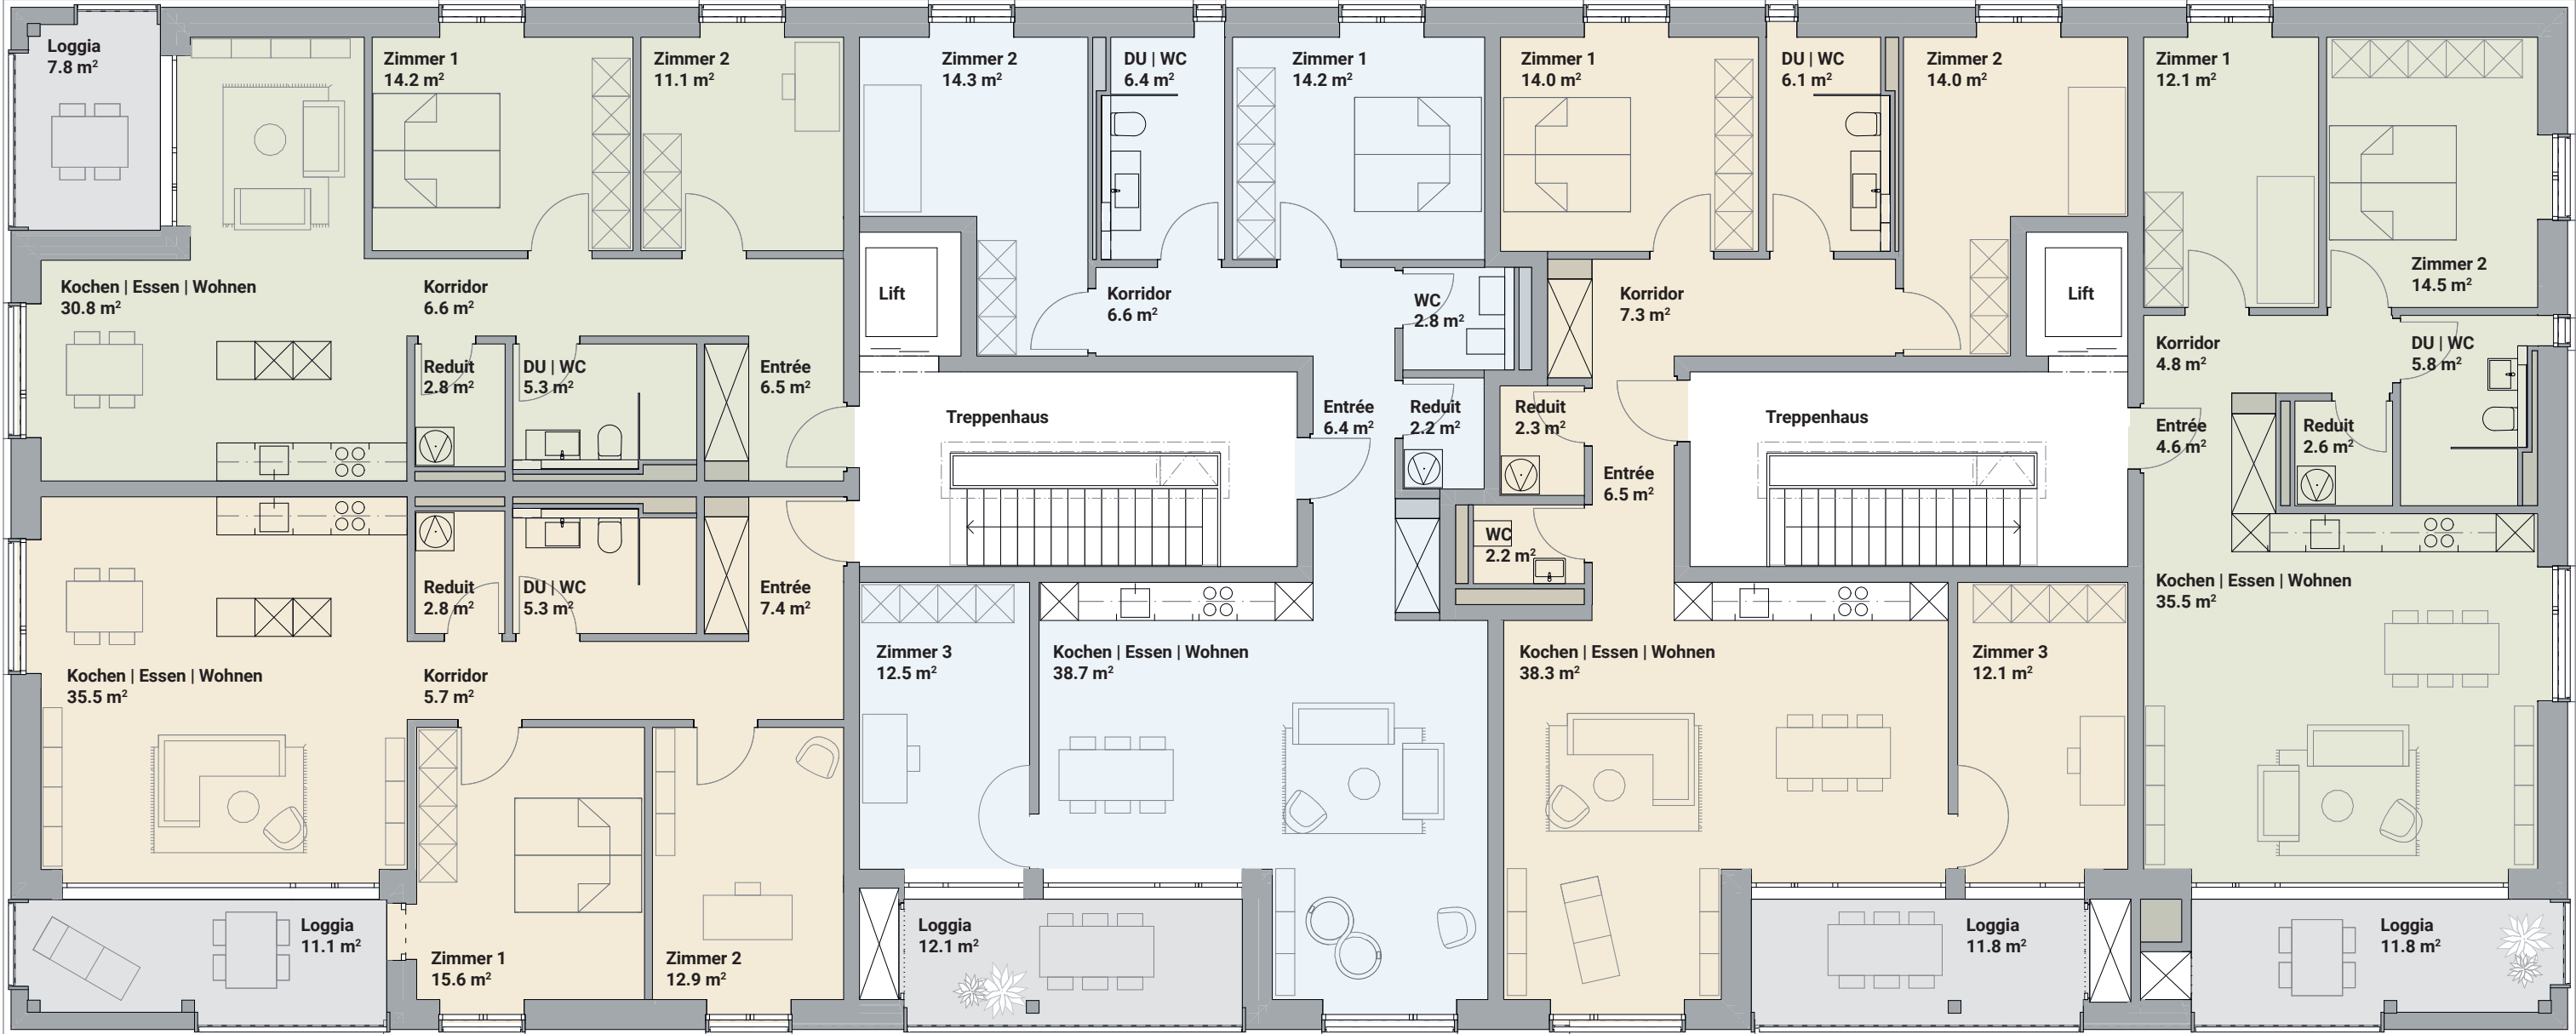 Loggia
7.8 m²
Zimmer 1
14.2 m²
Zimmer 2
11.1 m²
Zimmer 2
14.3 m²
DU | WC
6.4 m²
Zimmer 1
14.2 m²
Zimmer 1
14.0 m²
DU | WC
6.1 m²
Zimmer 2
14.0 m²
Zimmer 1
12.1 m²
Zimmer 2
14.5 m²
Kochen | Essen | Wohnen
30.8 m²
Korridor
6.6 m²
Lift
Korridor
6.6 m²
WC
2.8 m²
Korridor
7.3 m²
Lift
Korridor
4.8 m²
DU | WC
5.8 m²
Reduit
2.8 m²
DU | WC
5.3 m²
Entrée
6.5 m²
Treppenhaus
Entrée
6.4 m²
Reduit
2.2 m²
Reduit
2.3 m²
Treppenhaus
Entrée
4.6 m²
Reduit
2.6 m²
Entrée
6.5 m²
WC
2.2 m²
Reduit
2.8 m²
DU | WC
5.3 m²
Entrée
7.4 m²
Kochen | Essen | Wohnen
35.5 m²
Kochen | Essen | Wohnen
35.5 m²
Korridor
5.7 m²
Zimmer 3
12.5 m²
Kochen | Essen | Wohnen
38.7 m²
Kochen | Essen | Wohnen
38.3 m²
Zimmer 3
12.1 m²
Loggia
11.1 m²
Zimmer 1
15.6 m²
Zimmer 2
12.9 m²
Loggia
12.1 m²
Loggia
11.8 m²
Loggia
11.8 m²